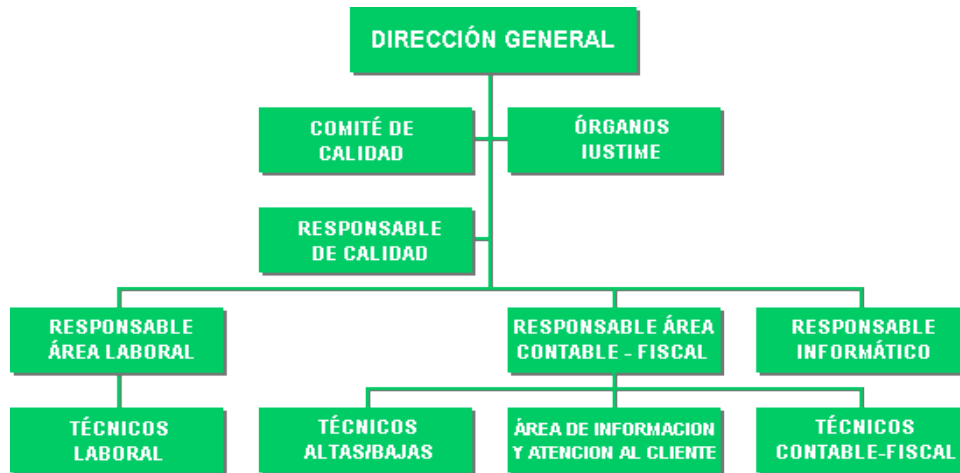 DIRECCIÓN GENERAL
COMITÉ DE
CALIDAD
ÓRGANOS
IUSTIME
RESPONSABLE
DE CALIDAD
RESPONSABLE
ÁREA LABORAL
RESPONSABLE ÁREA
CONTABLE - FISCAL
RESPONSABLE
INFORMÁTICO
TÉCNICOS
LABORAL
TÉCNICOS
ALTAS/BAJAS
ÁREA DE INFORMACION
Y ATENCION AL CLIENTE
TÉCNICOS
CONTABLE-FISCAL